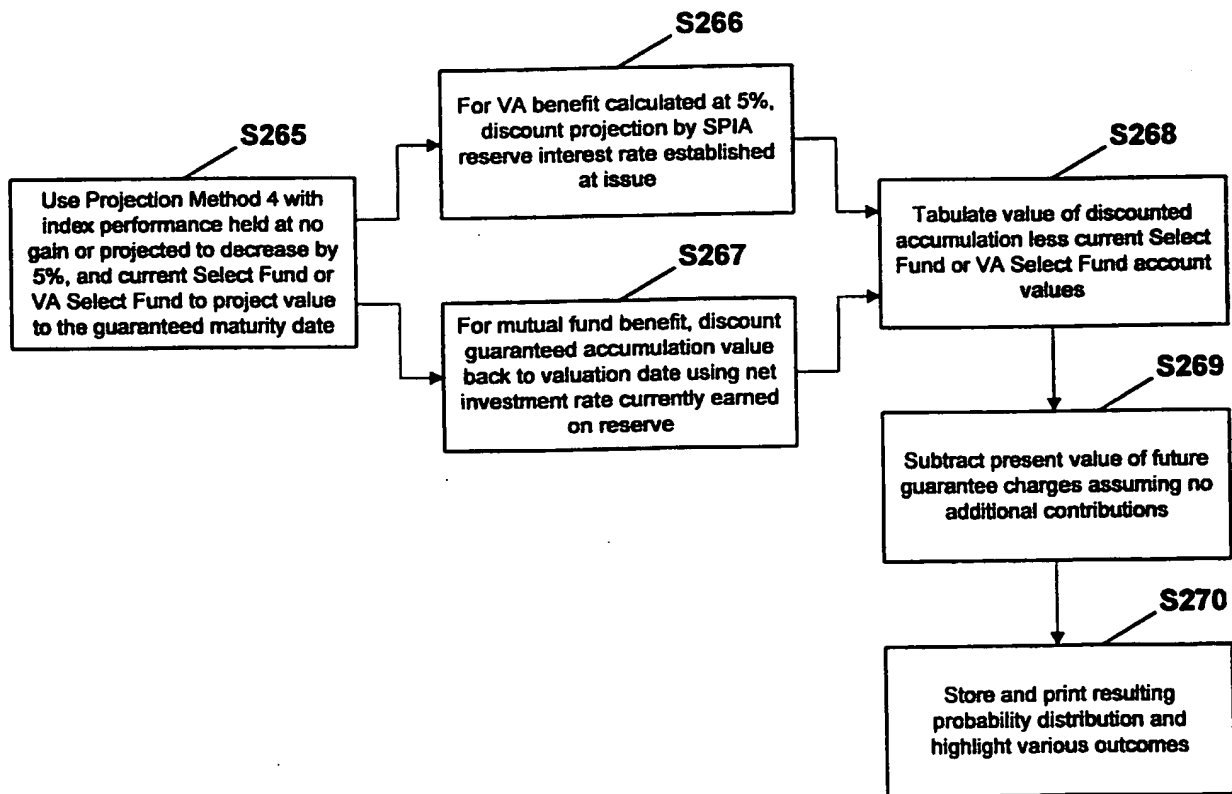 S265
Use Projection Method 4 with
index performance held at no
gain or projected to decrease by
5%, and current Select Fund or
VA Select Fund to project value
to the guaranteed maturity date
S266
For VA benefit calculated at 5%,
discount projection by SPIA
reserve interest rate established
at issue
S267
For mutual fund benefit, discount
guaranteed accumulation value
back to valuation date using net
investment rate currently earned
on reserve
S268
Tabulate value of discounted
accumulation less current Select
Fund or VA Select Fund account
values
S269
Subtract present value of future
guarantee charges assuming no
additional contributions
S270
Store and print resulting
probability distribution and
highlight various outcomes